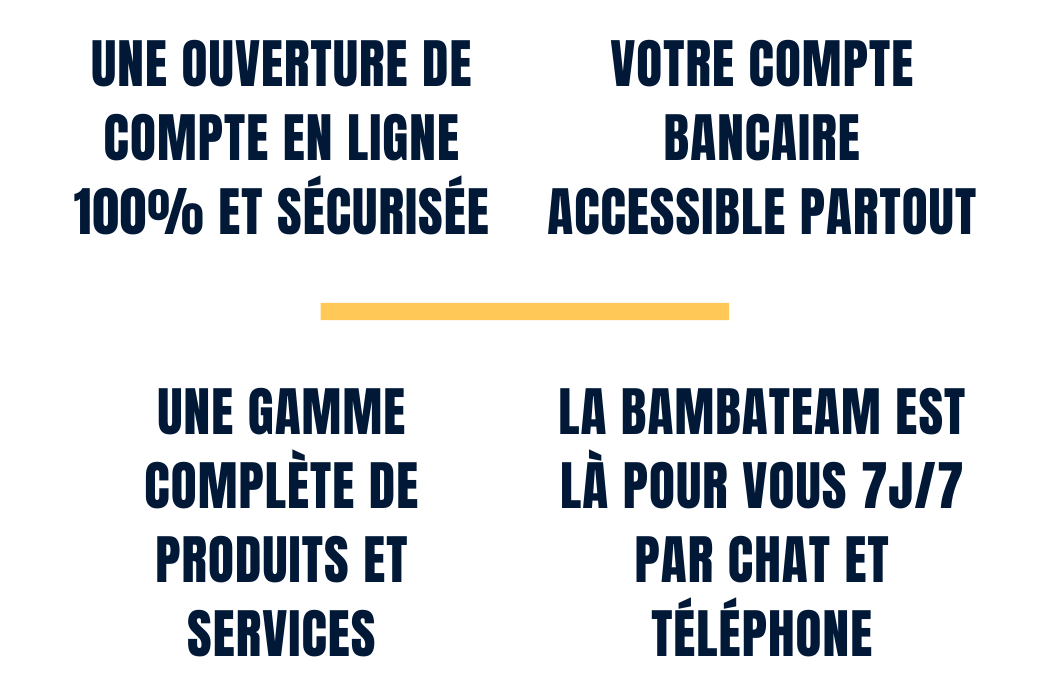 UNE OUVERTURE DE
COMPTE EN LIGNE
100% ET SÉCURISÉE
VOTRE COMPTE
BANCAIRE
ACCESSIBLE PARTOUT
UNE GAMME
COMPLÈTE DE
PRODUITS ET
SERVICES
LA BAMBATEAM EST
LÀ POUR VOUS 7J/7
PAR CHAT ET
TÉLÉPHONE